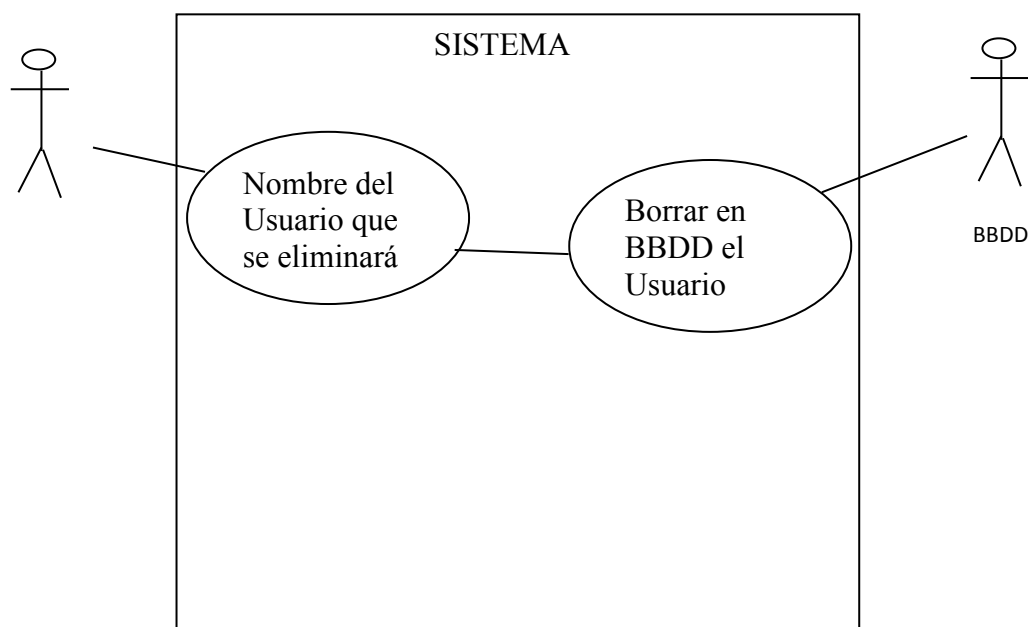 SISTEMA
Nombre del
Usuario que
se eliminará
Borrar en
BBDD el
Usuario
BBDD